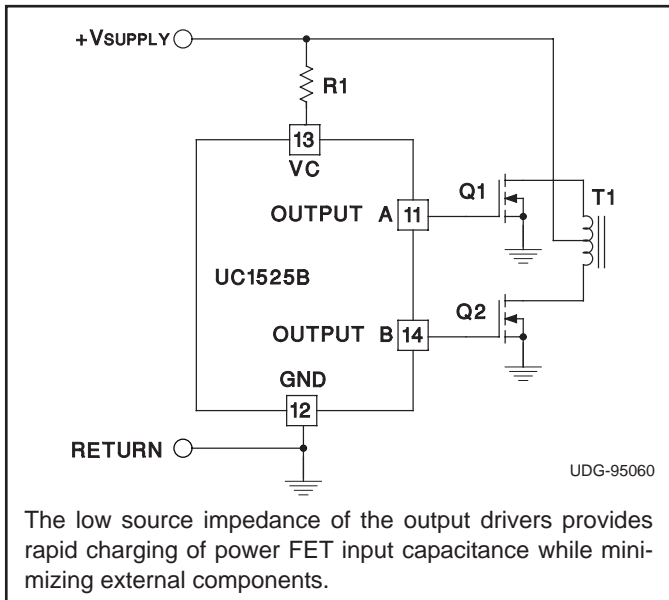 +VSUPPLY
R1
13
VC
Q1
T1
OUTPUT A 11
UC1525B
Q2
OUTPUT B 14
GND
12
RETURN
UDG-95060
The low source impedance of the output drivers provides
rapid charging of power FET input capacitance while mini-
mizing external components.